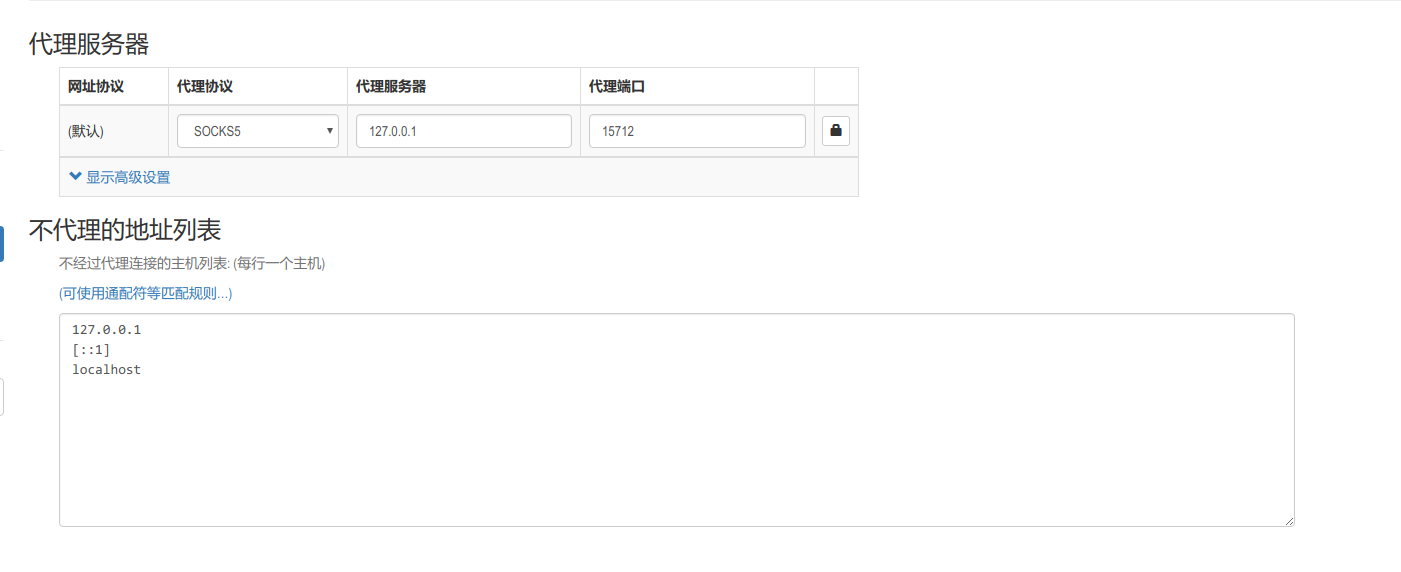 代理服务器
网址协议 代理协议 代理服务器 代理端口
(默认) SOCKS5 127.0.0.1 15712
显示高级设置
不代理的地址列表
不经过代理连接的主机列表: (每行一个主机)
(可使用通配符等匹配规则...)
127.0.0.1
[::1]
localhost